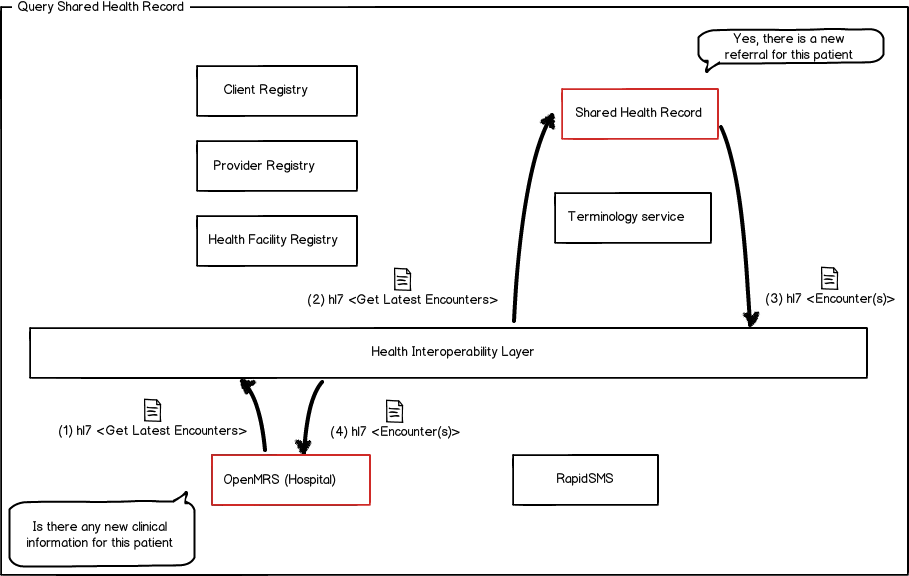 Query Shared Health Record
Yes, there is a new
referral for this patient
Client Registry
Shared Health Record
Provider Registry
Terminology service
Health Facility Registry
(2) hl7 <Get Latest Encounters>
(3) hl7 <Encounter(s)>
Health Interoperability Layer
(1) hl7 <Get Latest Encounters>
(4) hl7 <Encounter(s)>
OpenMRS (Hospital)
RapidSMS
Is there any new clinical
information for this patient